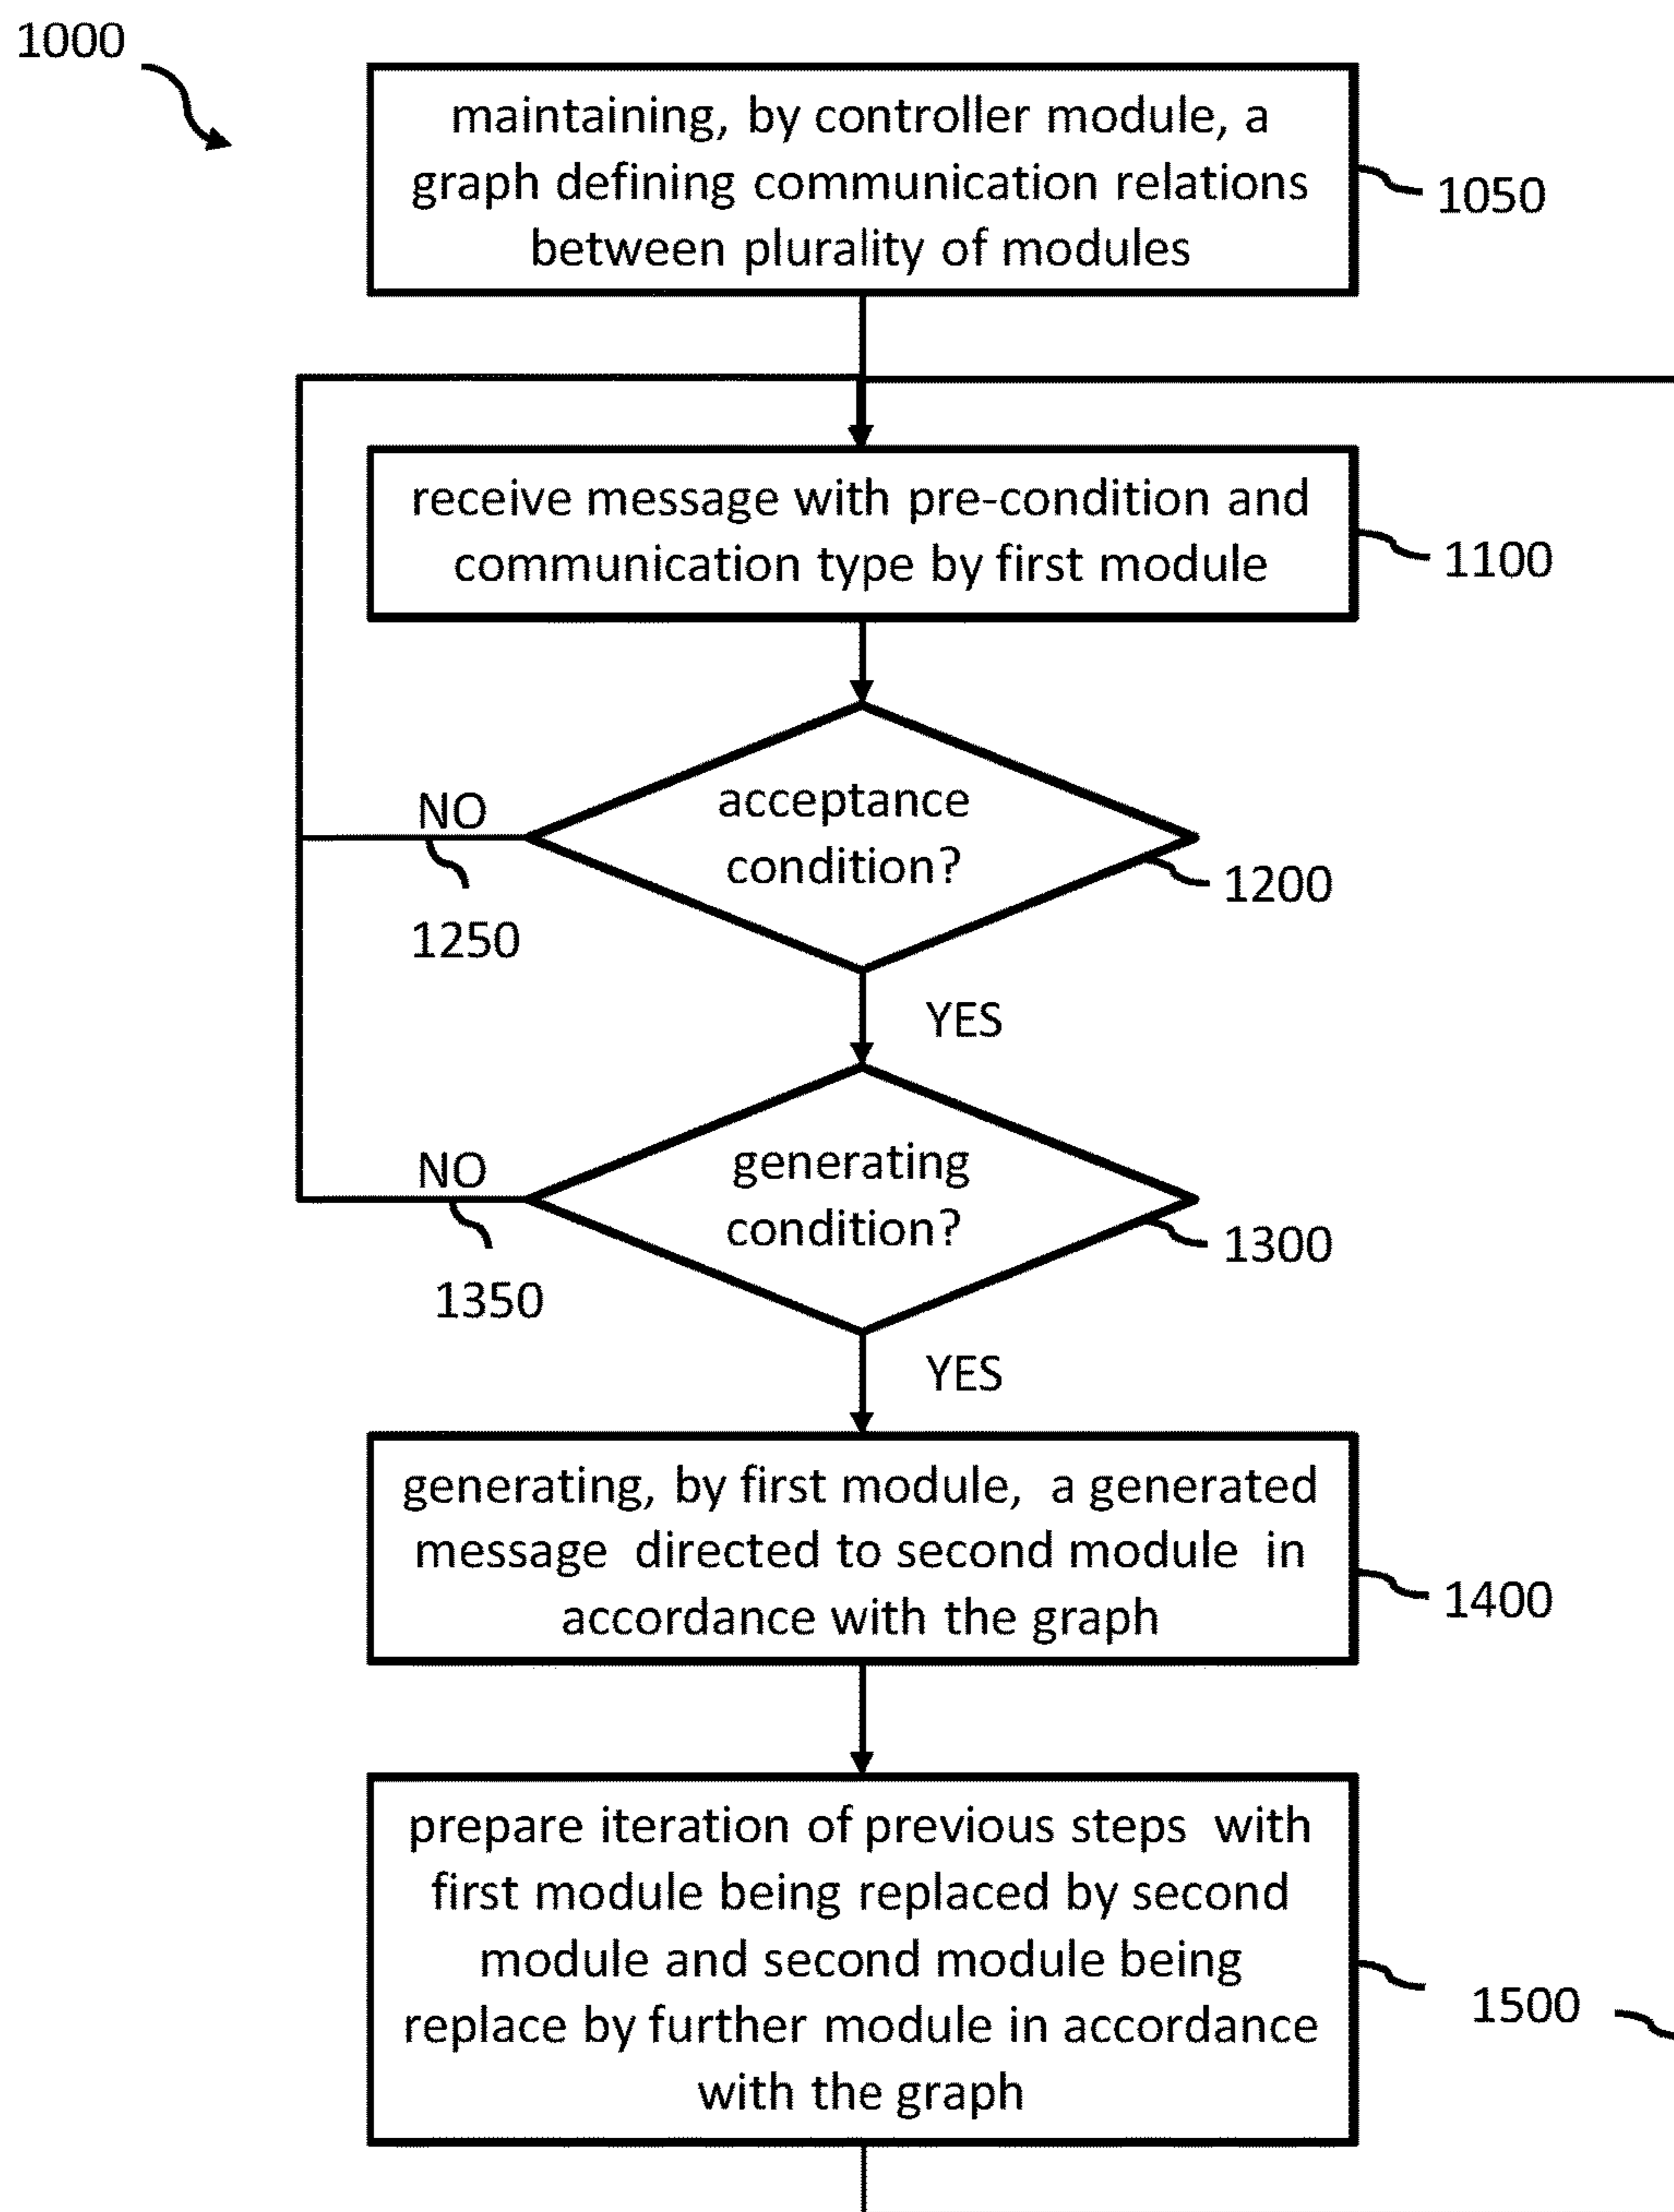 1000
maintaining, by controller module, a
graph defining communication relations
between plurality of modules
1050
receive message with pre-condition and
communication type by first module
1100
acceptance
condition?
NO
1200
1250
YES
generating
condition?
NO
1300
1350
YES
generating, by first module, a generated
message directed to second module in
accordance with the graph
1400
prepare iteration of previous steps with
first module being replaced by second
module and second module being
replace by further module in accordance
with the graph
1500